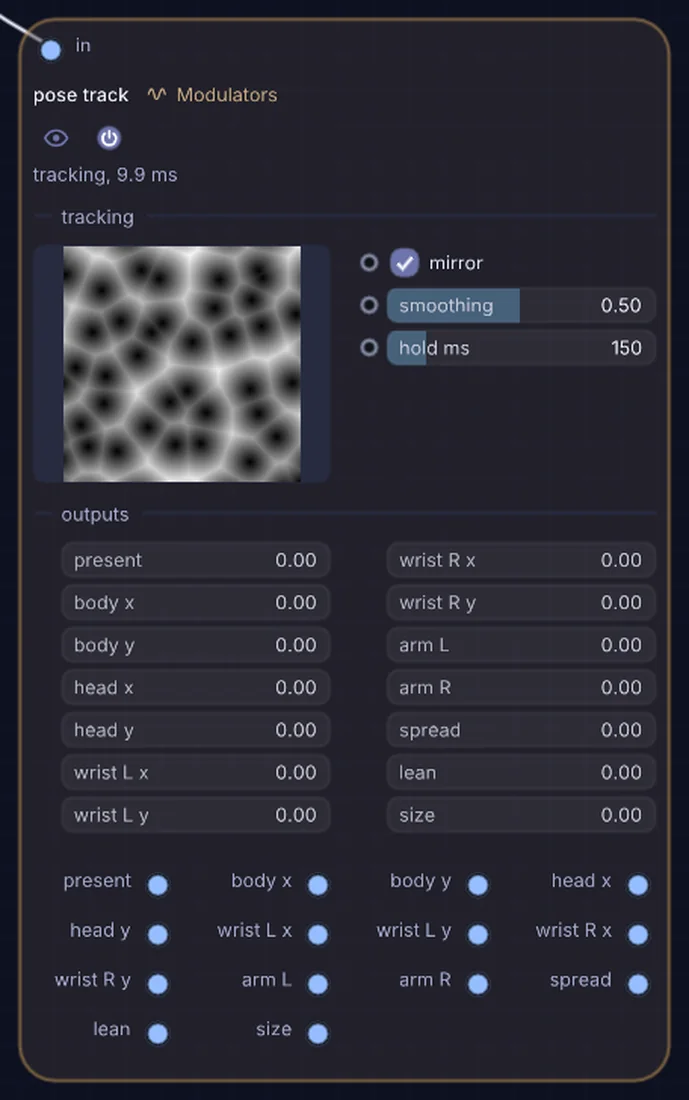 in
pose track Modulators
tracking, 9.9 ms
tracking
mirror
smoothing 0.50
hold ms 150
outputs
present 0.00 wrist R x 0.00
body x 0.00 wrist R y 0.00
body y 0.00 arm L 0.00
head x 0.00 arm R 0.00
head y 0.00 spread 0.00
wrist L x 0.00 lean 0.00
wrist L y 0.00 size 0.00
present body x body y head x
head y wrist L x wrist L y wrist R x
wrist R y arm L arm R spread
lean size